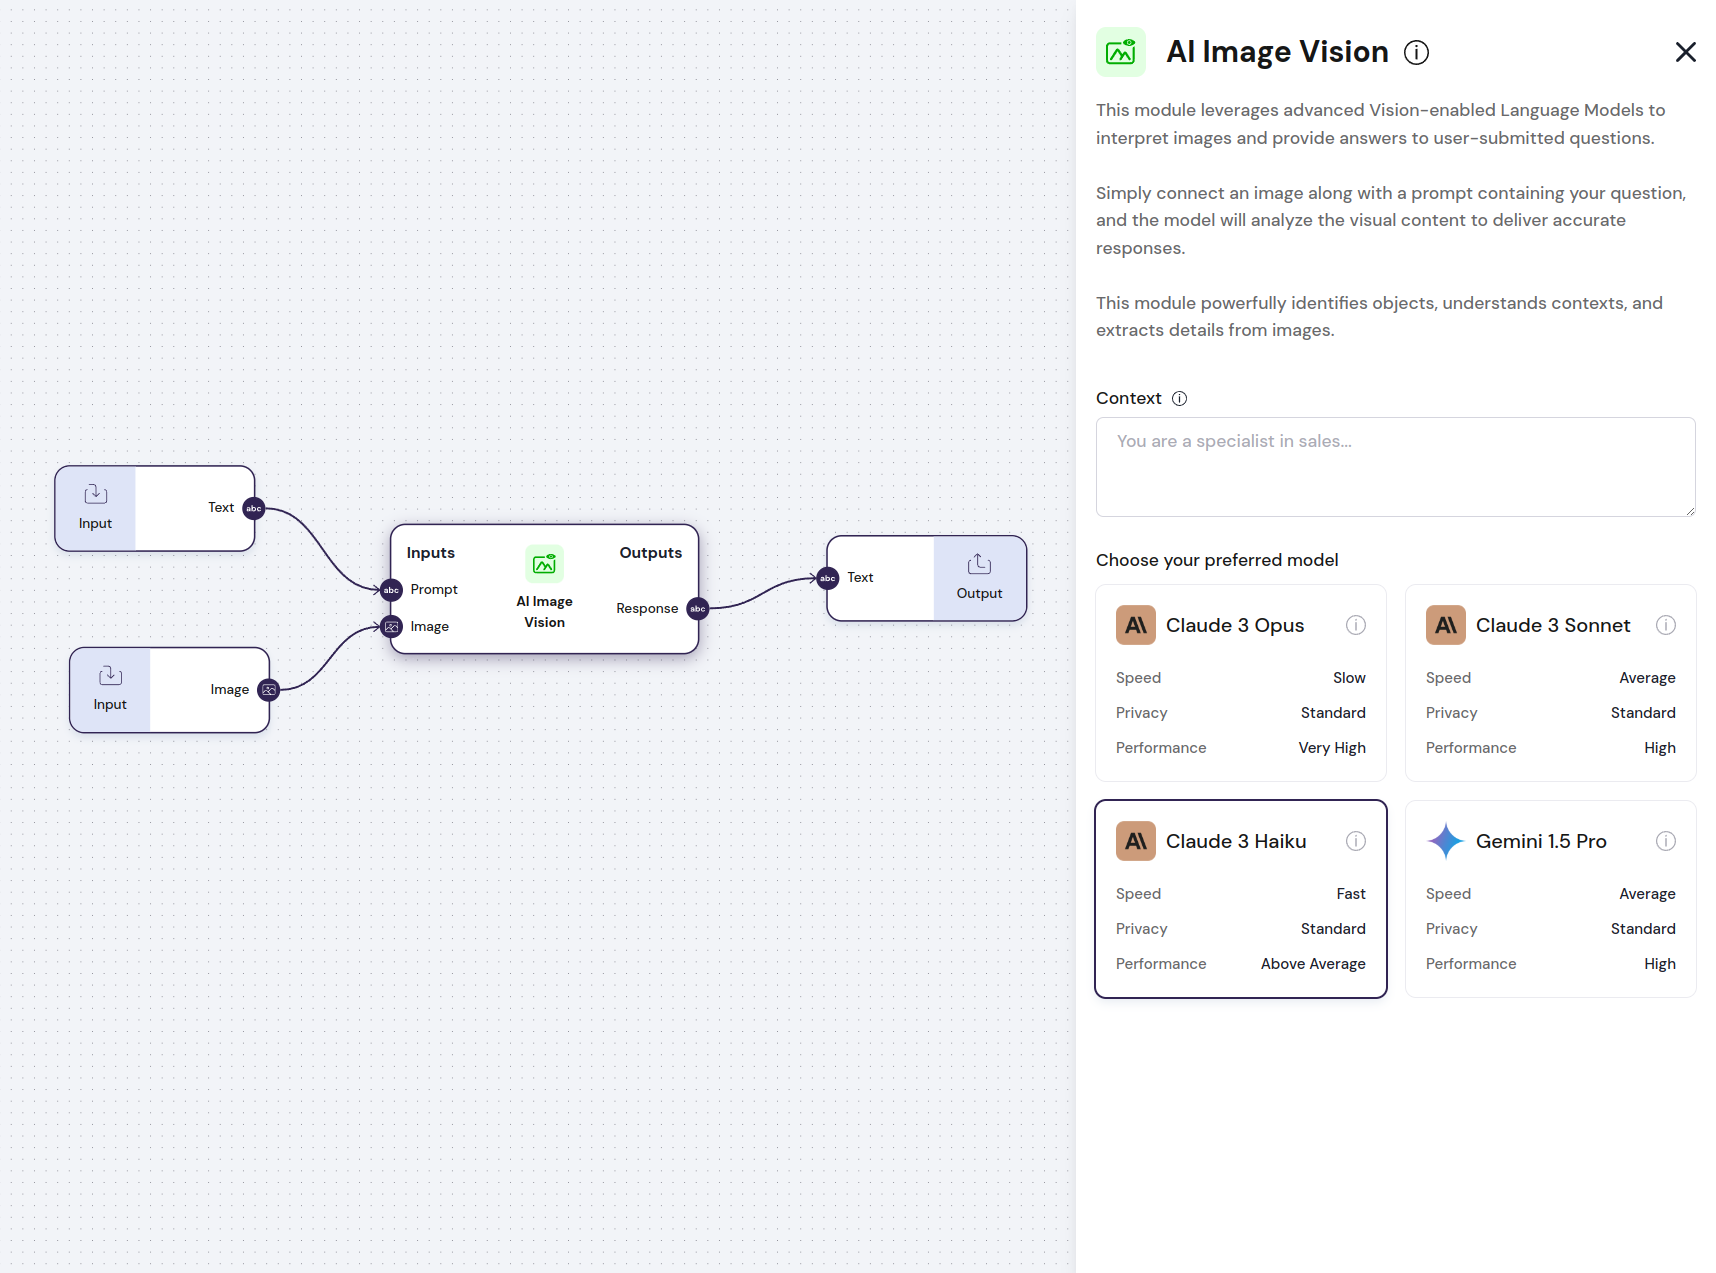 Input
Text
abc
Input
Image
Inputs
Outputs
abc
Prompt
Image
AI Image
Vision
Response
abc
abc
Text
Output
AI Image Vision
This module leverages advanced Vision-enabled Language Models to
interpret images and provide answers to user-submitted questions.
Simply connect an image along with a prompt containing your question,
and the model will analyze the visual content to deliver accurate
responses.
This module powerfully identifies objects, understands contexts, and
extracts details from images.
Context
You are a specialist in sales...
Choose your preferred model
Claude 3 Opus
Speed Slow
Privacy Standard
Performance Very High
Claude 3 Sonnet
Speed Average
Privacy Standard
Performance High
Claude 3 Haiku
Speed Fast
Privacy Standard
Performance Above Average
Gemini 1.5 Pro
Speed Average
Privacy Standard
Performance High